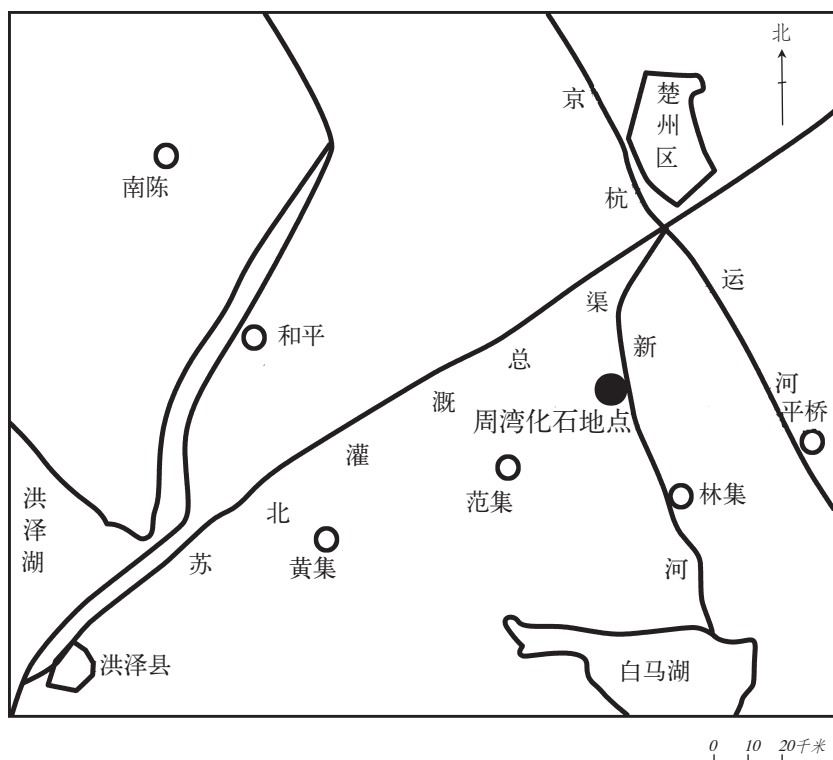 北
京杭运河
楚州区
南陈
和平
苏北灌溉总渠
新河
周湾化石地点
平桥
范集
林集
洪泽湖
黄集
洪泽县
白马湖
0 10 20千米